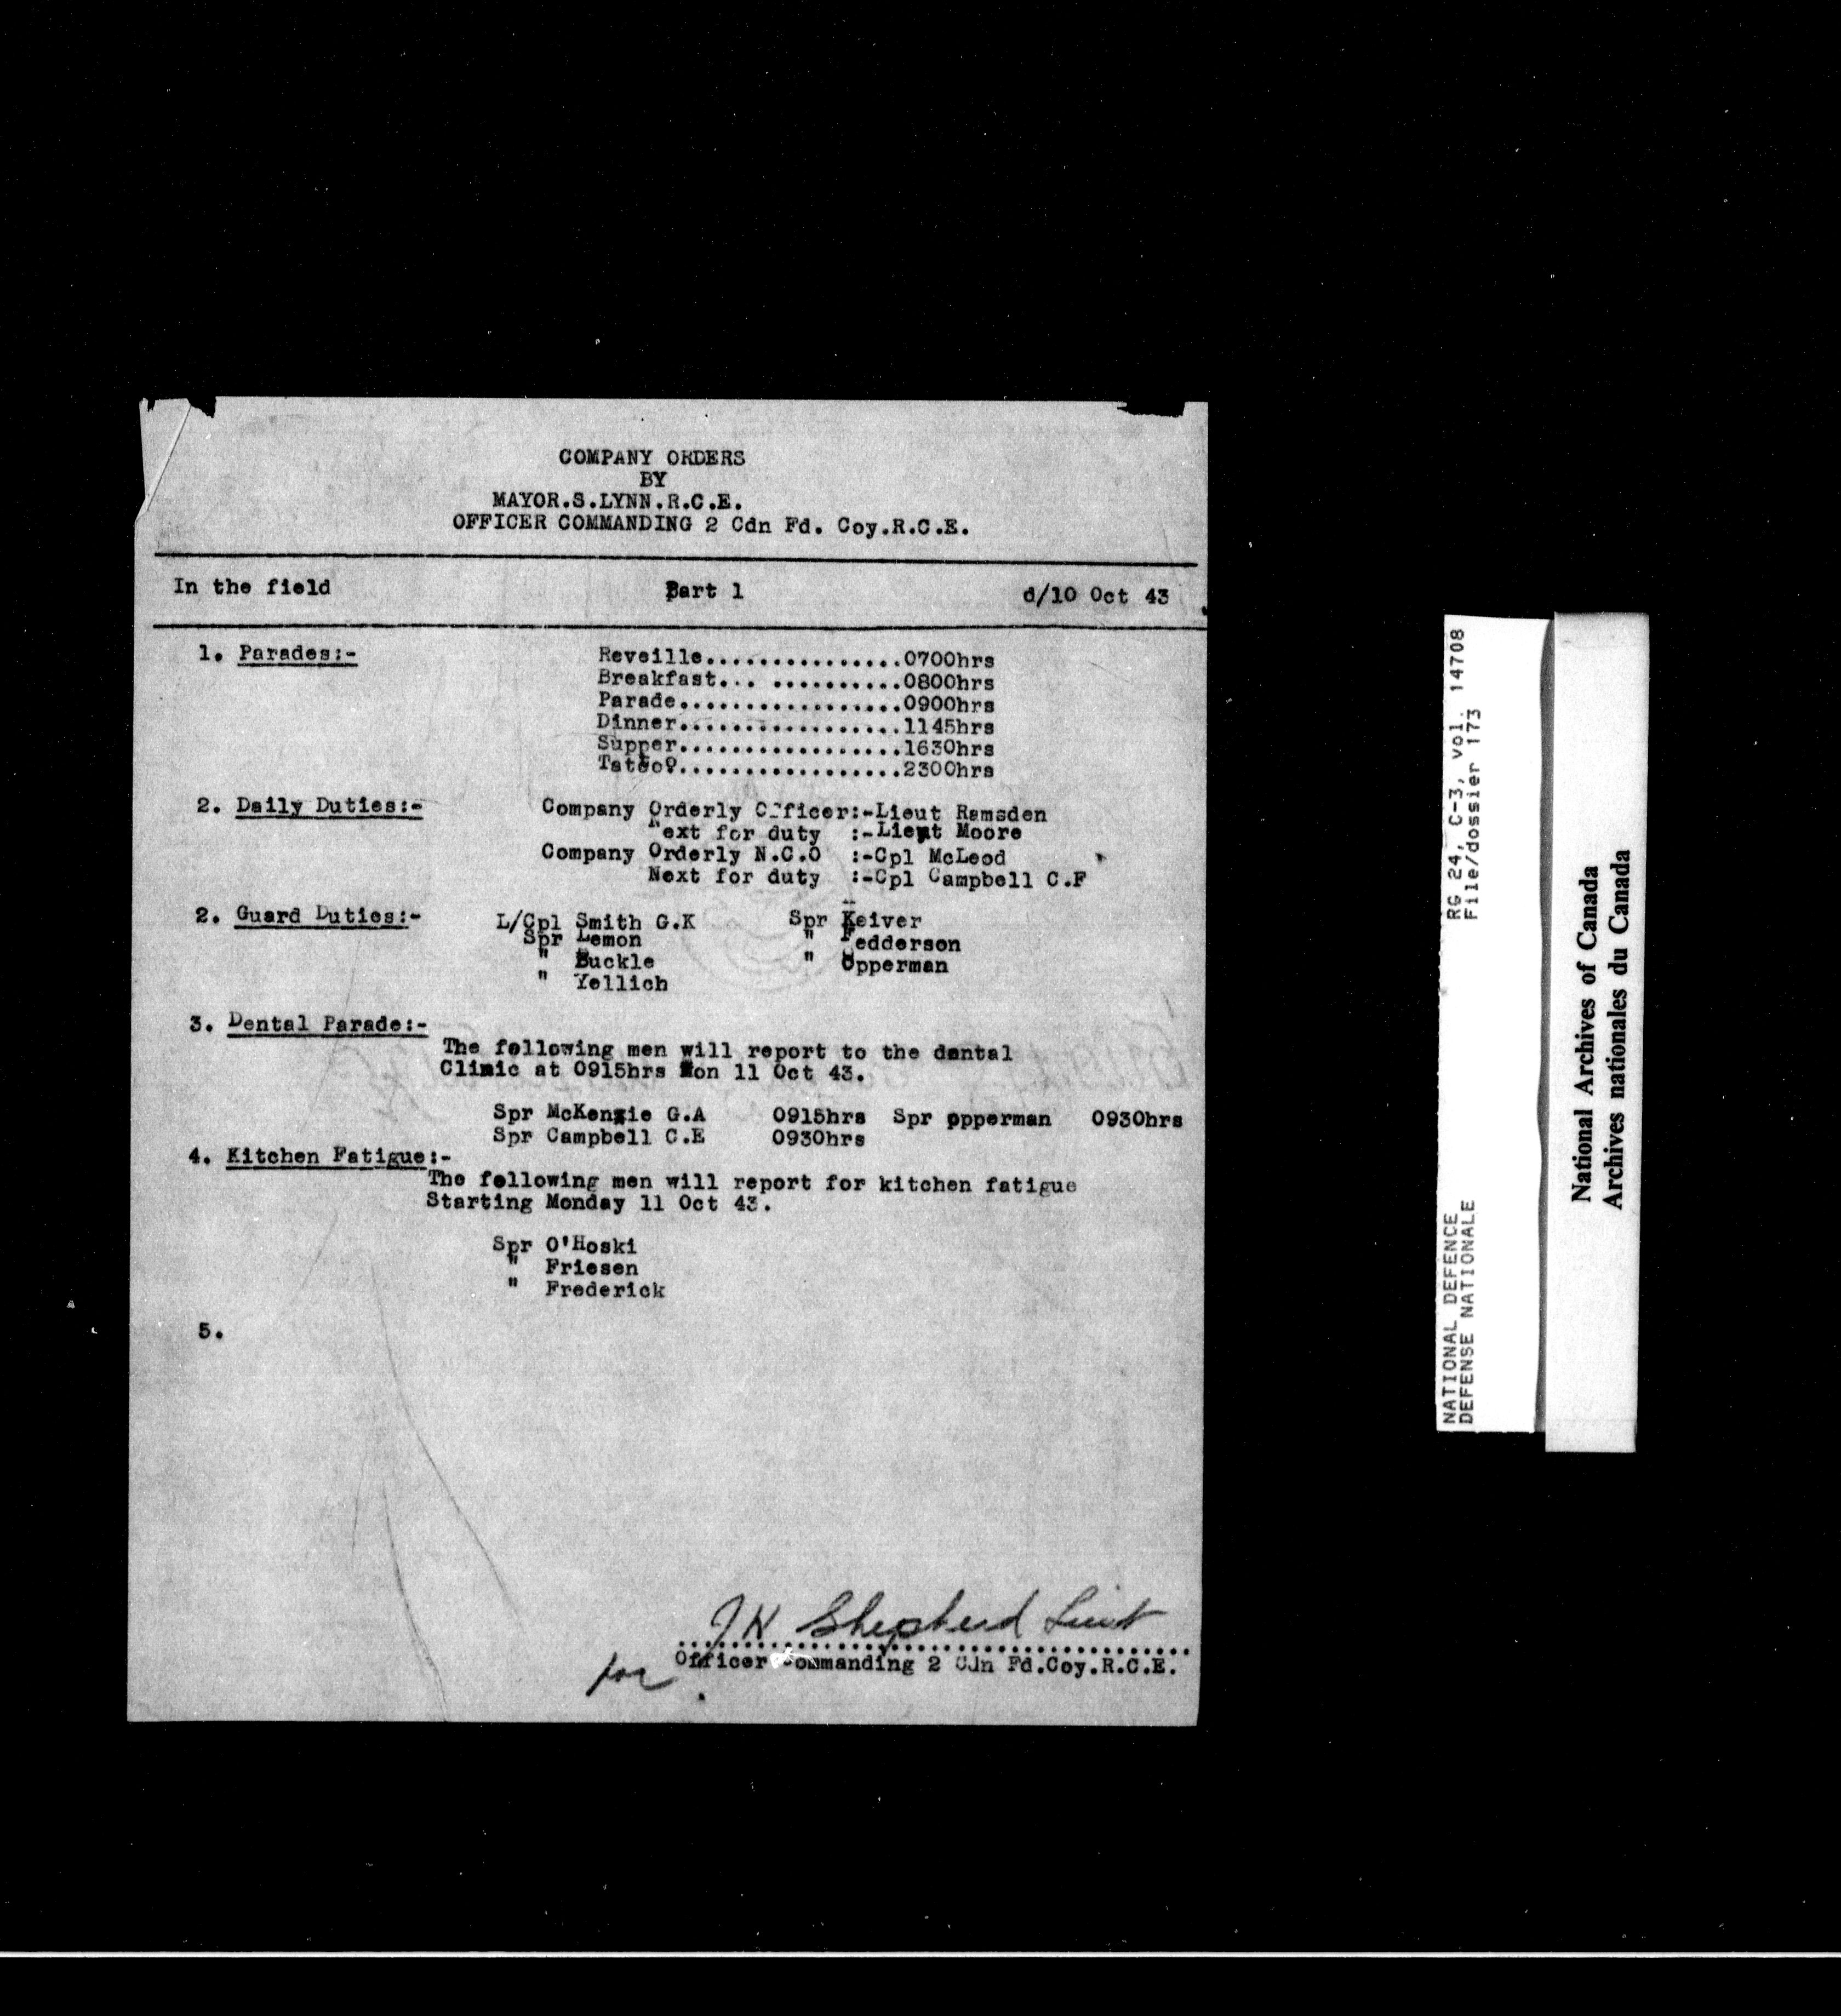 COMPANY ORDERS
BY
MAYOR.S.LYNN.R.C.E.
OFFICER COMMANDING 2 Cdn Fd. Coy.R.C.E.
In the field Part 1 d/10 Oct 43
1. Parades:- Reveille...............0700hrs
Breakfast... ..........0800hrs
Parade.................0900hrs
Dinner.................1145hrs
Supper.................1630hrs
Tattoo.................2300hrs
2. Daily Duties:- Company Orderly Officer:-Lieut Ramsden
Next for duty :-Lieut Moore
Company Orderly N.C.O :-Cpl McLeod
Next for duty :-Cpl Campbell C.F
2. Guard Duties:- L/Cpl Smith G.K Spr Keiver
Spr Lemon " Fedderson
" Buckle " Opperman
" Yellich
3. Dental Parade:-
The following men will report to the dental
Clinic at 0915hrs Mon 11 Oct 43.
Spr McKenzie G.A 0915hrs Spr opperman 0930hrs
Spr Campbell C.E 0930hrs
4. Kitchen Fatigue:-
The following men will report for kitchen fatigue
Starting Monday 11 Oct 43.
Spr O'Hoski
" Friesen
" Frederick
5.
J N Shepherd Lieut
........................................
for Officer Commanding 2 Cdn Fd.Coy.R.C.E.
NATIONAL DEFENCE RG 24, C-3, vol. 14708
DEFENSE NATIONALE File/dossier 173
National Archives of Canada
Archives nationales du Canada